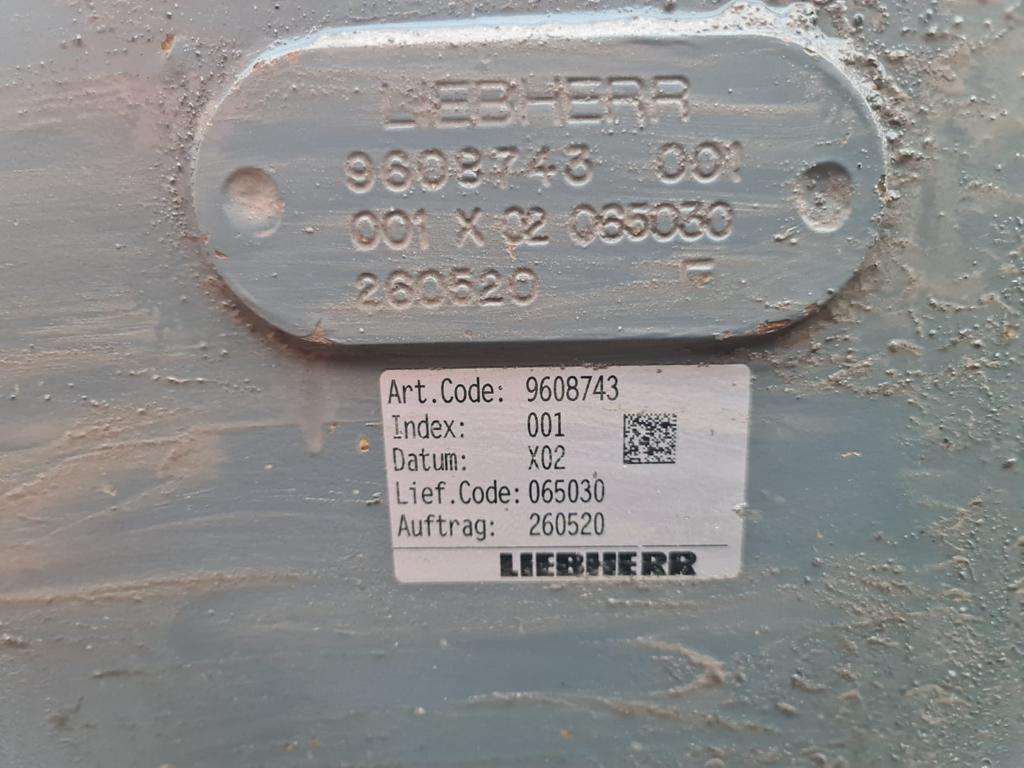 LIEBHERR
9608743 001
001 X 02 065030
260520
Art.Code: 9608743
Index: 001
Datum: X02
Lief.Code: 065030
Auftrag: 260520
LIEBHERR